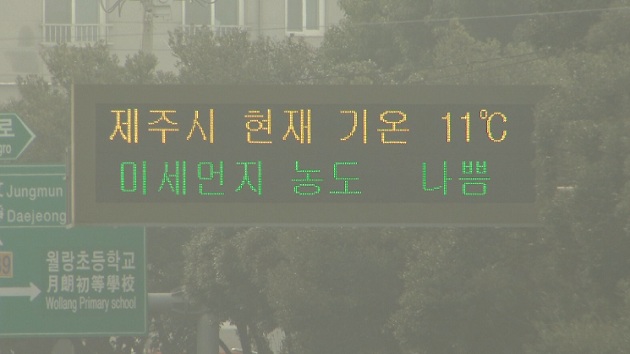 제주시 현재 기온 11℃
미세먼지 농도 나쁨
로
gro
Jungmun
Daejeong
월랑초등학교
月朗初等學校
Wollang Primary school